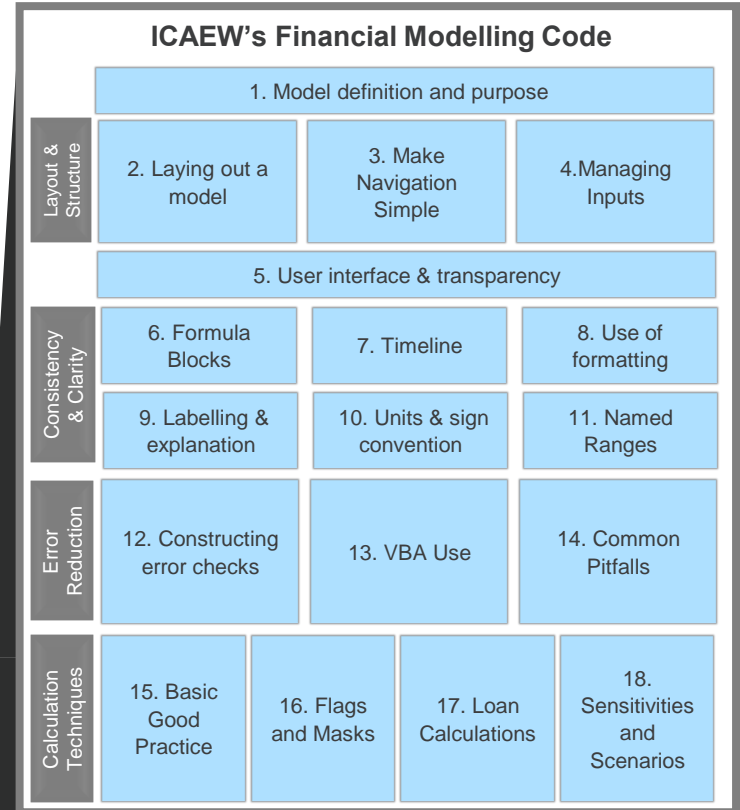 ICAEW's Financial Modelling Code
1. Model definition and purpose
Layout &
Structure
2. Laying out a
model
3. Make
Navigation
Simple
4.Managing
Inputs
5. User interface & transparency
Consistency
& Clarity
6. Formula
Blocks
7. Timeline
8. Use of
formatting
9. Labelling &
explanation
10. Units & sign
convention
11. Named
Ranges
Error
Reduction
12. Constructing
error checks
13. VBA Use
14. Common
Pitfalls
Calculation
Techniques
15. Basic
Good
Practice
16. Flags
and Masks
17. Loan
Calculations
18.
Sensitivities
and
Scenarios